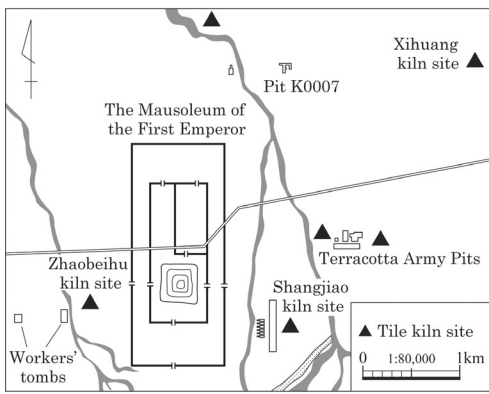 Xihuang
kiln site
Pit K0007
The Mausoleum of
the First Emperor
Terracotta Army Pits
Zhaobeihu
kiln site
Shangjiao
kiln site
Workers'
tombs
Tile kiln site
0 1:80,000 1km